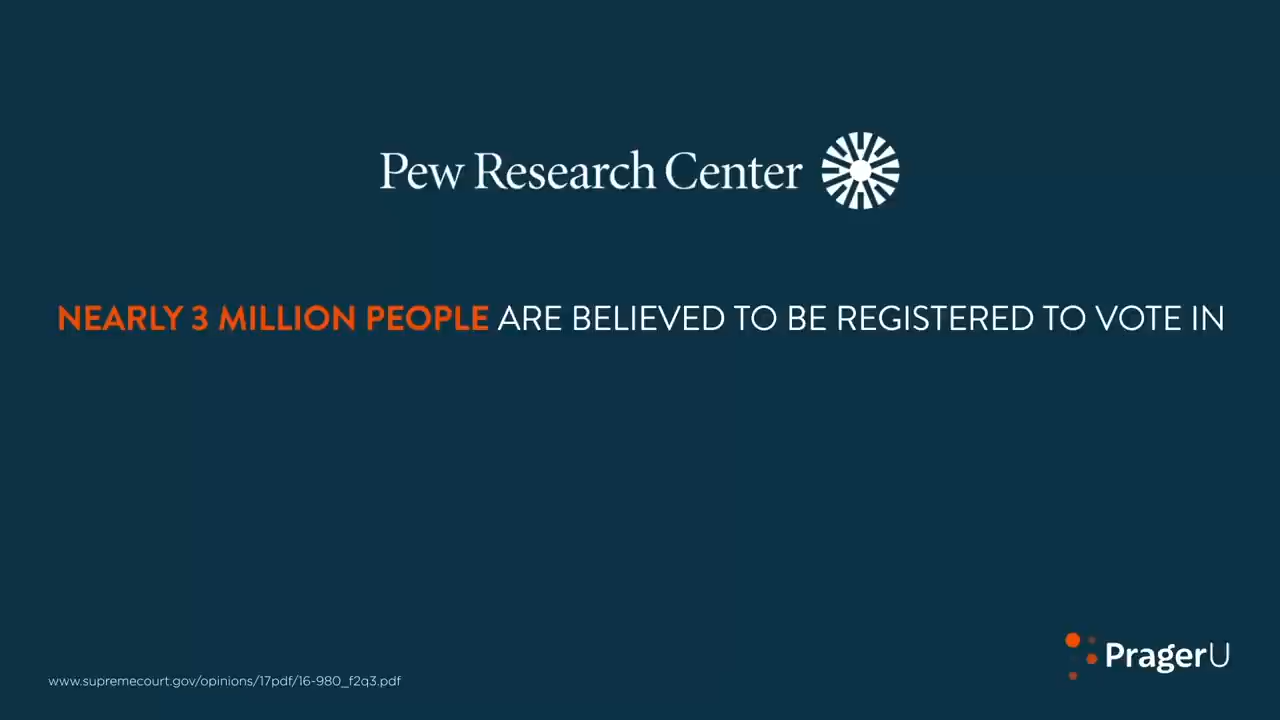 Pew Research Center
NEARLY 3 MILLION PEOPLE ARE BELIEVED TO BE REGISTERED TO VOTE IN
PragerU
www.supremecourt.gov/opinions/17pdf/16-980_f2q3.pdf